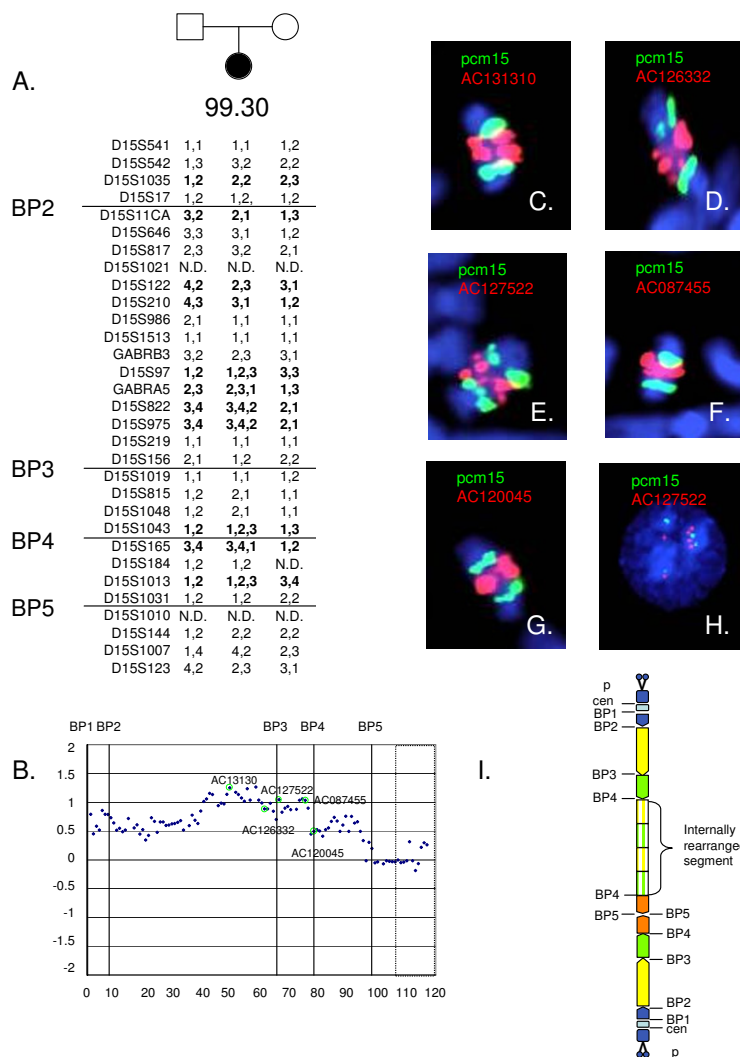 A.
99.30
D15S541 1,1 1,1 1,2
D15S542 1,3 3,2 2,2
D15S1035 1,2 2,2 2,3
D15S17 1,2 1,2, 1,2
BP2
D15S11CA 3,2 2,1 1,3
D15S646 3,3 3,1 1,2
D15S817 2,3 3,2 2,1
D15S1021 N.D. N.D. N.D.
D15S122 4,2 2,3 3,1
D15S210 4,3 3,1 1,2
D15S986 2,1 1,1 1,1
D15S1513 1,1 1,1 1,1
GABRB3 3,2 2,3 3,1
D15S97 1,2 1,2,3 3,3
GABRA5 2,3 2,3,1 1,3
D15S822 3,4 3,4,2 2,1
D15S975 3,4 3,4,2 2,1
D15S219 1,1 1,1 1,1
D15S156 2,1 1,2 2,2
BP3
D15S1019 1,1 1,1 1,2
D15S815 1,2 2,1 1,1
D15S1048 1,2 2,1 1,1
D15S1043 1,2 1,2,3 1,3
BP4
D15S165 3,4 3,4,1 1,2
D15S184 1,2 1,2 N.D.
D15S1013 1,2 1,2,3 3,4
D15S1031 1,2 1,2 2,2
BP5
D15S1010 N.D. N.D. N.D.
D15S144 1,2 2,2 2,2
D15S1007 1,4 4,2 2,3
D15S123 4,2 2,3 3,1
pcm15
AC131310
C.
pcm15
AC126332
D.
pcm15
AC127522
E.
pcm15
AC087455
F.
pcm15
AC120045
G.
pcm15
AC127522
H.
B.
BP1 BP2 BP3 BP4 BP5
2
1.5
1
0.5
0
-0.5
-1
-1.5
-2
AC13130
AC127522
AC087455
AC126332
AC120045
0 10 20 30 40 50 60 70 80 90 100 110 120
I.
p
cen
BP1
BP2
BP3
BP4
Internally
rearranged
segment
BP4
BP5 BP5
BP4
BP3
BP2
BP1
cen
p